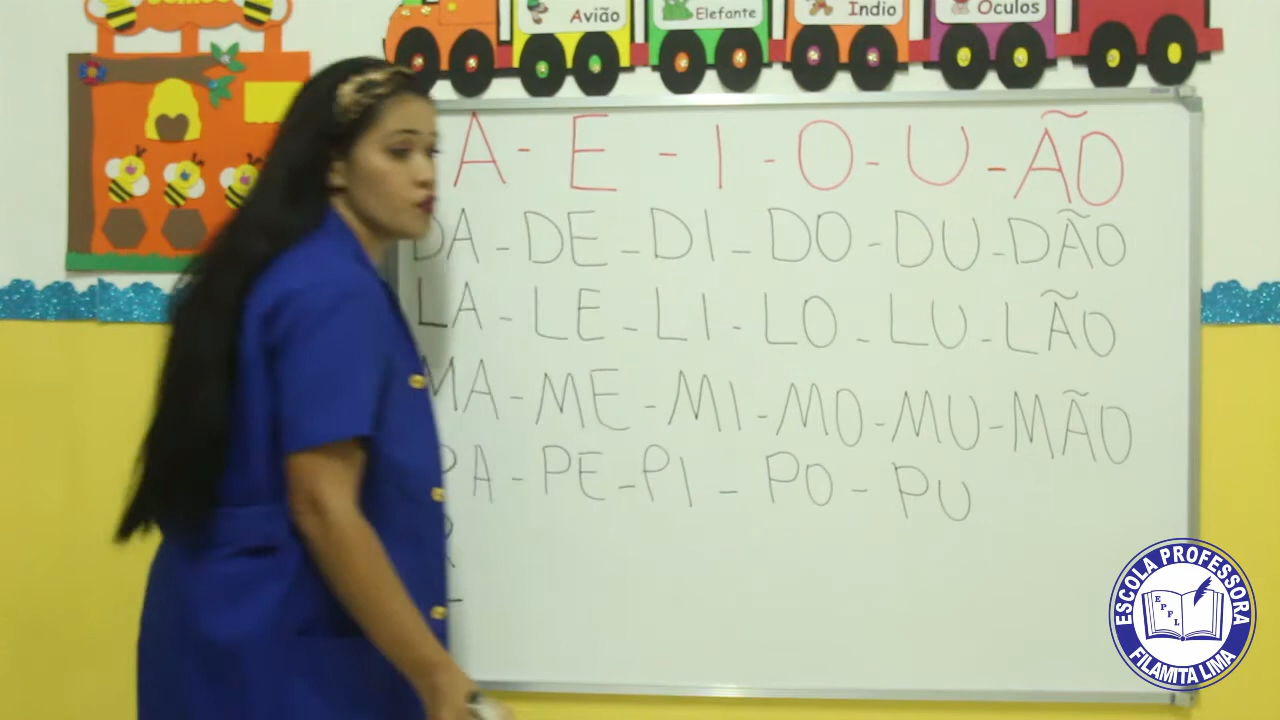 Avião
Elefante
Índio
Óculos
A - E - I - O - U - ÃO
DA - DE - DI - DO - DU - DÃO
LA - LE - LI - LO - LU - LÃO
MA - ME - MI - MO - MU - MÃO
PA - PE - PI - PO - PU
ESCOLA PROFESSORA
EPFL
FILAMITA LIMA